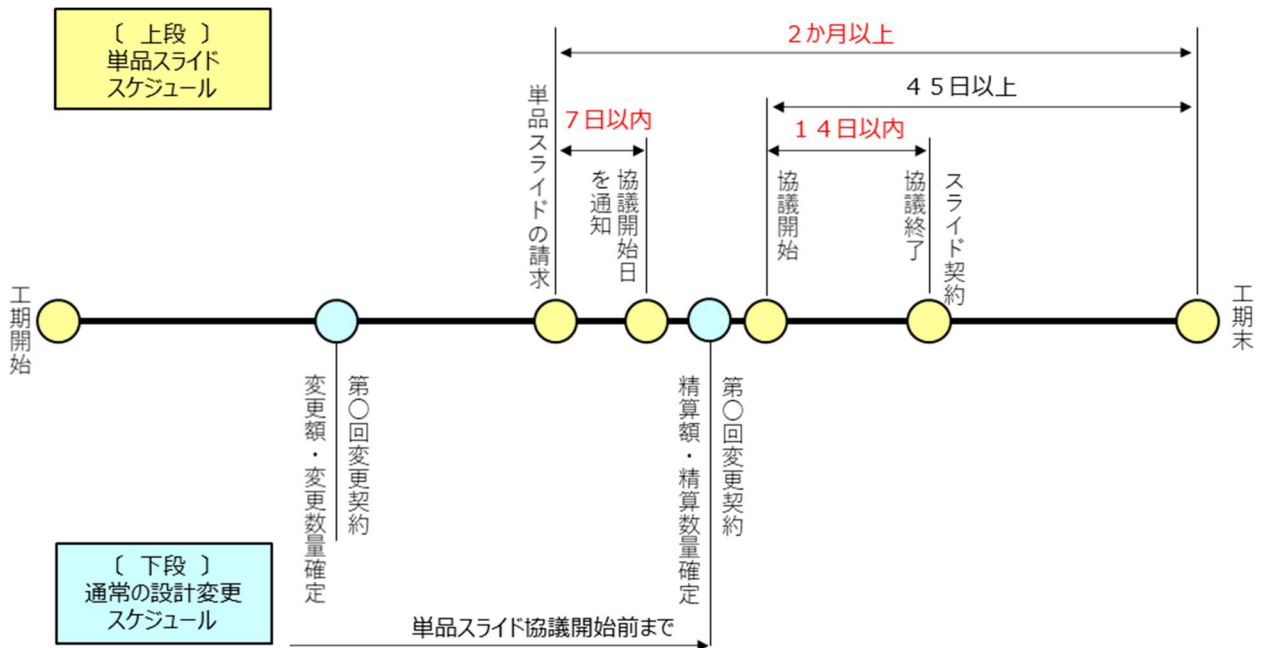 〔 上段 〕
単品スライド
スケジュール
2か月以上
45日以上
7日以内
14日以内
単品スライドの請求
協議開始日
を通知
協議開始
協議終了
スライド契約
工期開始
工期末
変更額・変更数量確定
第〇回変更契約
精算額・精算数量確定
第〇回変更契約
〔 下段 〕
通常の設計変更
スケジュール
単品スライド協議開始前まで